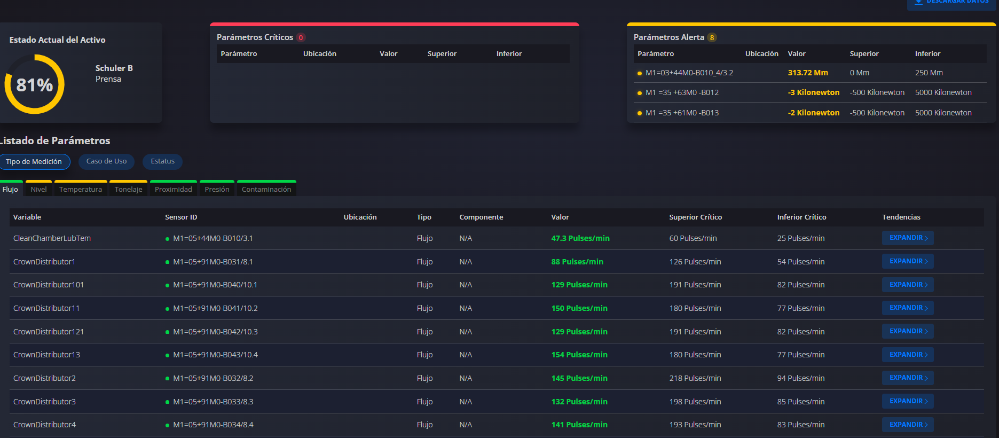 DESCARGAR DATOS
Estado Actual del Activo
81%
Schuler B
Prensa
Parámetros Críticos 0
Parámetro Ubicación Valor Superior Inferior
Parámetros Alerta 8
Parámetro Ubicación Valor Superior Inferior
M1=03+44M0-B010_4/3.2 313.72 Mm 0 Mm 250 Mm
M1 =35 +63M0 -B012 -3 Kilonewton -500 Kilonewton 5000 Kilonewton
M1 =35 +61M0 -B013 -2 Kilonewton -500 Kilonewton 5000 Kilonewton
Listado de Parámetros
Tipo de Medición Caso de Uso Estatus
Flujo Nivel Temperatura Tonelaje Proximidad Presión Contaminación
Variable Sensor ID Ubicación Tipo Componente Valor Superior Crítico Inferior Crítico Tendencias
CleanChamberLubTem M1=05+44M0-B010/3.1 Flujo N/A 47.3 Pulses/min 60 Pulses/min 25 Pulses/min EXPANDIR
CrownDistributor1 M1=05+91M0-B031/8.1 Flujo N/A 88 Pulses/min 126 Pulses/min 54 Pulses/min EXPANDIR
CrownDistributor101 M1=05+91M0-B040/10.1 Flujo N/A 129 Pulses/min 191 Pulses/min 82 Pulses/min EXPANDIR
CrownDistributor11 M1=05+91M0-B041/10.2 Flujo N/A 150 Pulses/min 180 Pulses/min 77 Pulses/min EXPANDIR
CrownDistributor121 M1=05+91M0-B042/10.3 Flujo N/A 129 Pulses/min 191 Pulses/min 82 Pulses/min EXPANDIR
CrownDistributor13 M1=05+91M0-B043/10.4 Flujo N/A 154 Pulses/min 180 Pulses/min 77 Pulses/min EXPANDIR
CrownDistributor2 M1=05+91M0-B032/8.2 Flujo N/A 145 Pulses/min 218 Pulses/min 94 Pulses/min EXPANDIR
CrownDistributor3 M1=05+91M0-B033/8.3 Flujo N/A 132 Pulses/min 198 Pulses/min 85 Pulses/min EXPANDIR
CrownDistributor4 M1=05+91M0-B034/8.4 Flujo N/A 141 Pulses/min 193 Pulses/min 83 Pulses/min EXPANDIR